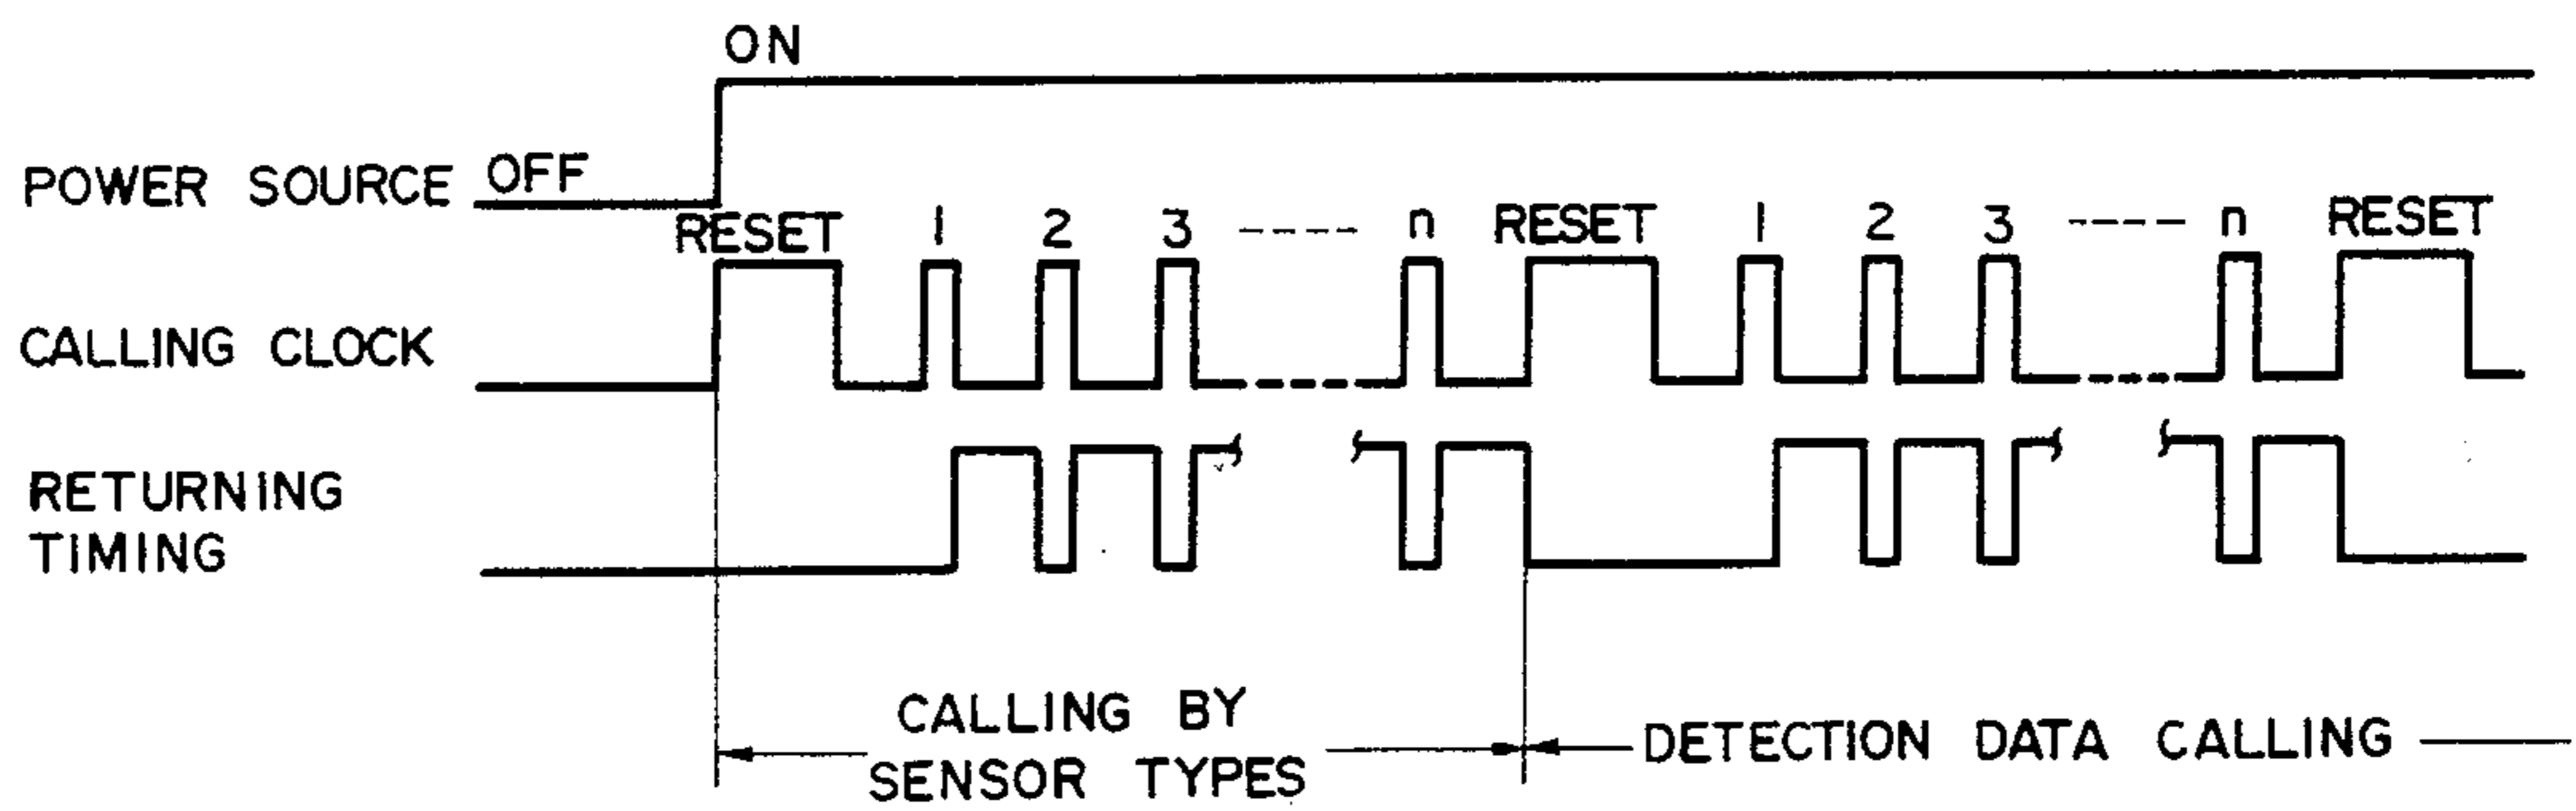 ON
POWER SOURCE OFF
RESET 1 2 3 ---- n RESET 1 2 3 ---- n RESET
CALLING CLOCK
RETURNING
TIMING
CALLING BY
SENSOR TYPES
DETECTION DATA CALLING